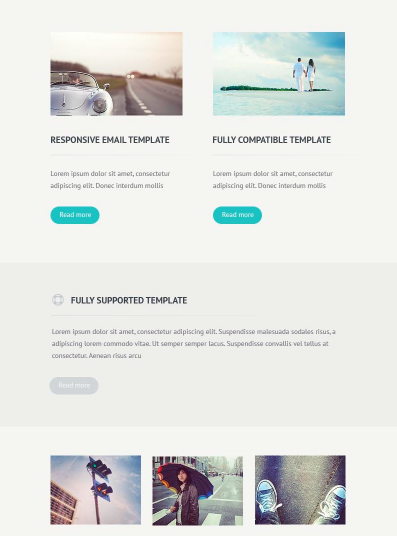 RESPONSIVE EMAIL TEMPLATE
Lorem ipsum dolor sit amet, consectetur
adipiscing elit. Donec interdum mollis
Read more
FULLY COMPATIBLE TEMPLATE
Lorem ipsum dolor sit amet, consectetur
adipiscing elit. Donec interdum mollis
Read more
FULLY SUPPORTED TEMPLATE
Lorem ipsum dolor sit amet, consectetur adipiscing elit. Suspendisse malesuada sodales risus, a
adipiscing lorem commodo vitae. Ut semper semper lacus. Suspendisse convallis vel tellus at
consectetur. Aenean risus arcu
Read more